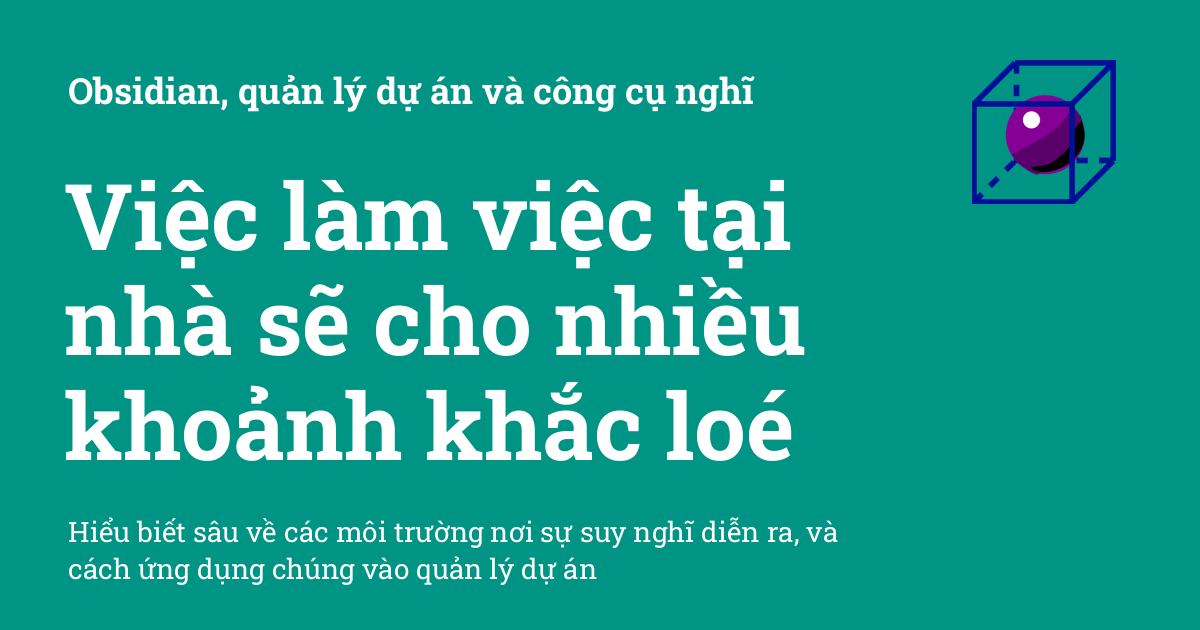 Obsidian, quản lý dự án và công cụ nghĩ
Việc làm việc tại
nhà sẽ cho nhiều
khoảnh khắc loé
Hiểu biết sâu về các môi trường nơi sự suy nghĩ diễn ra, và
cách ứng dụng chúng vào quản lý dự án